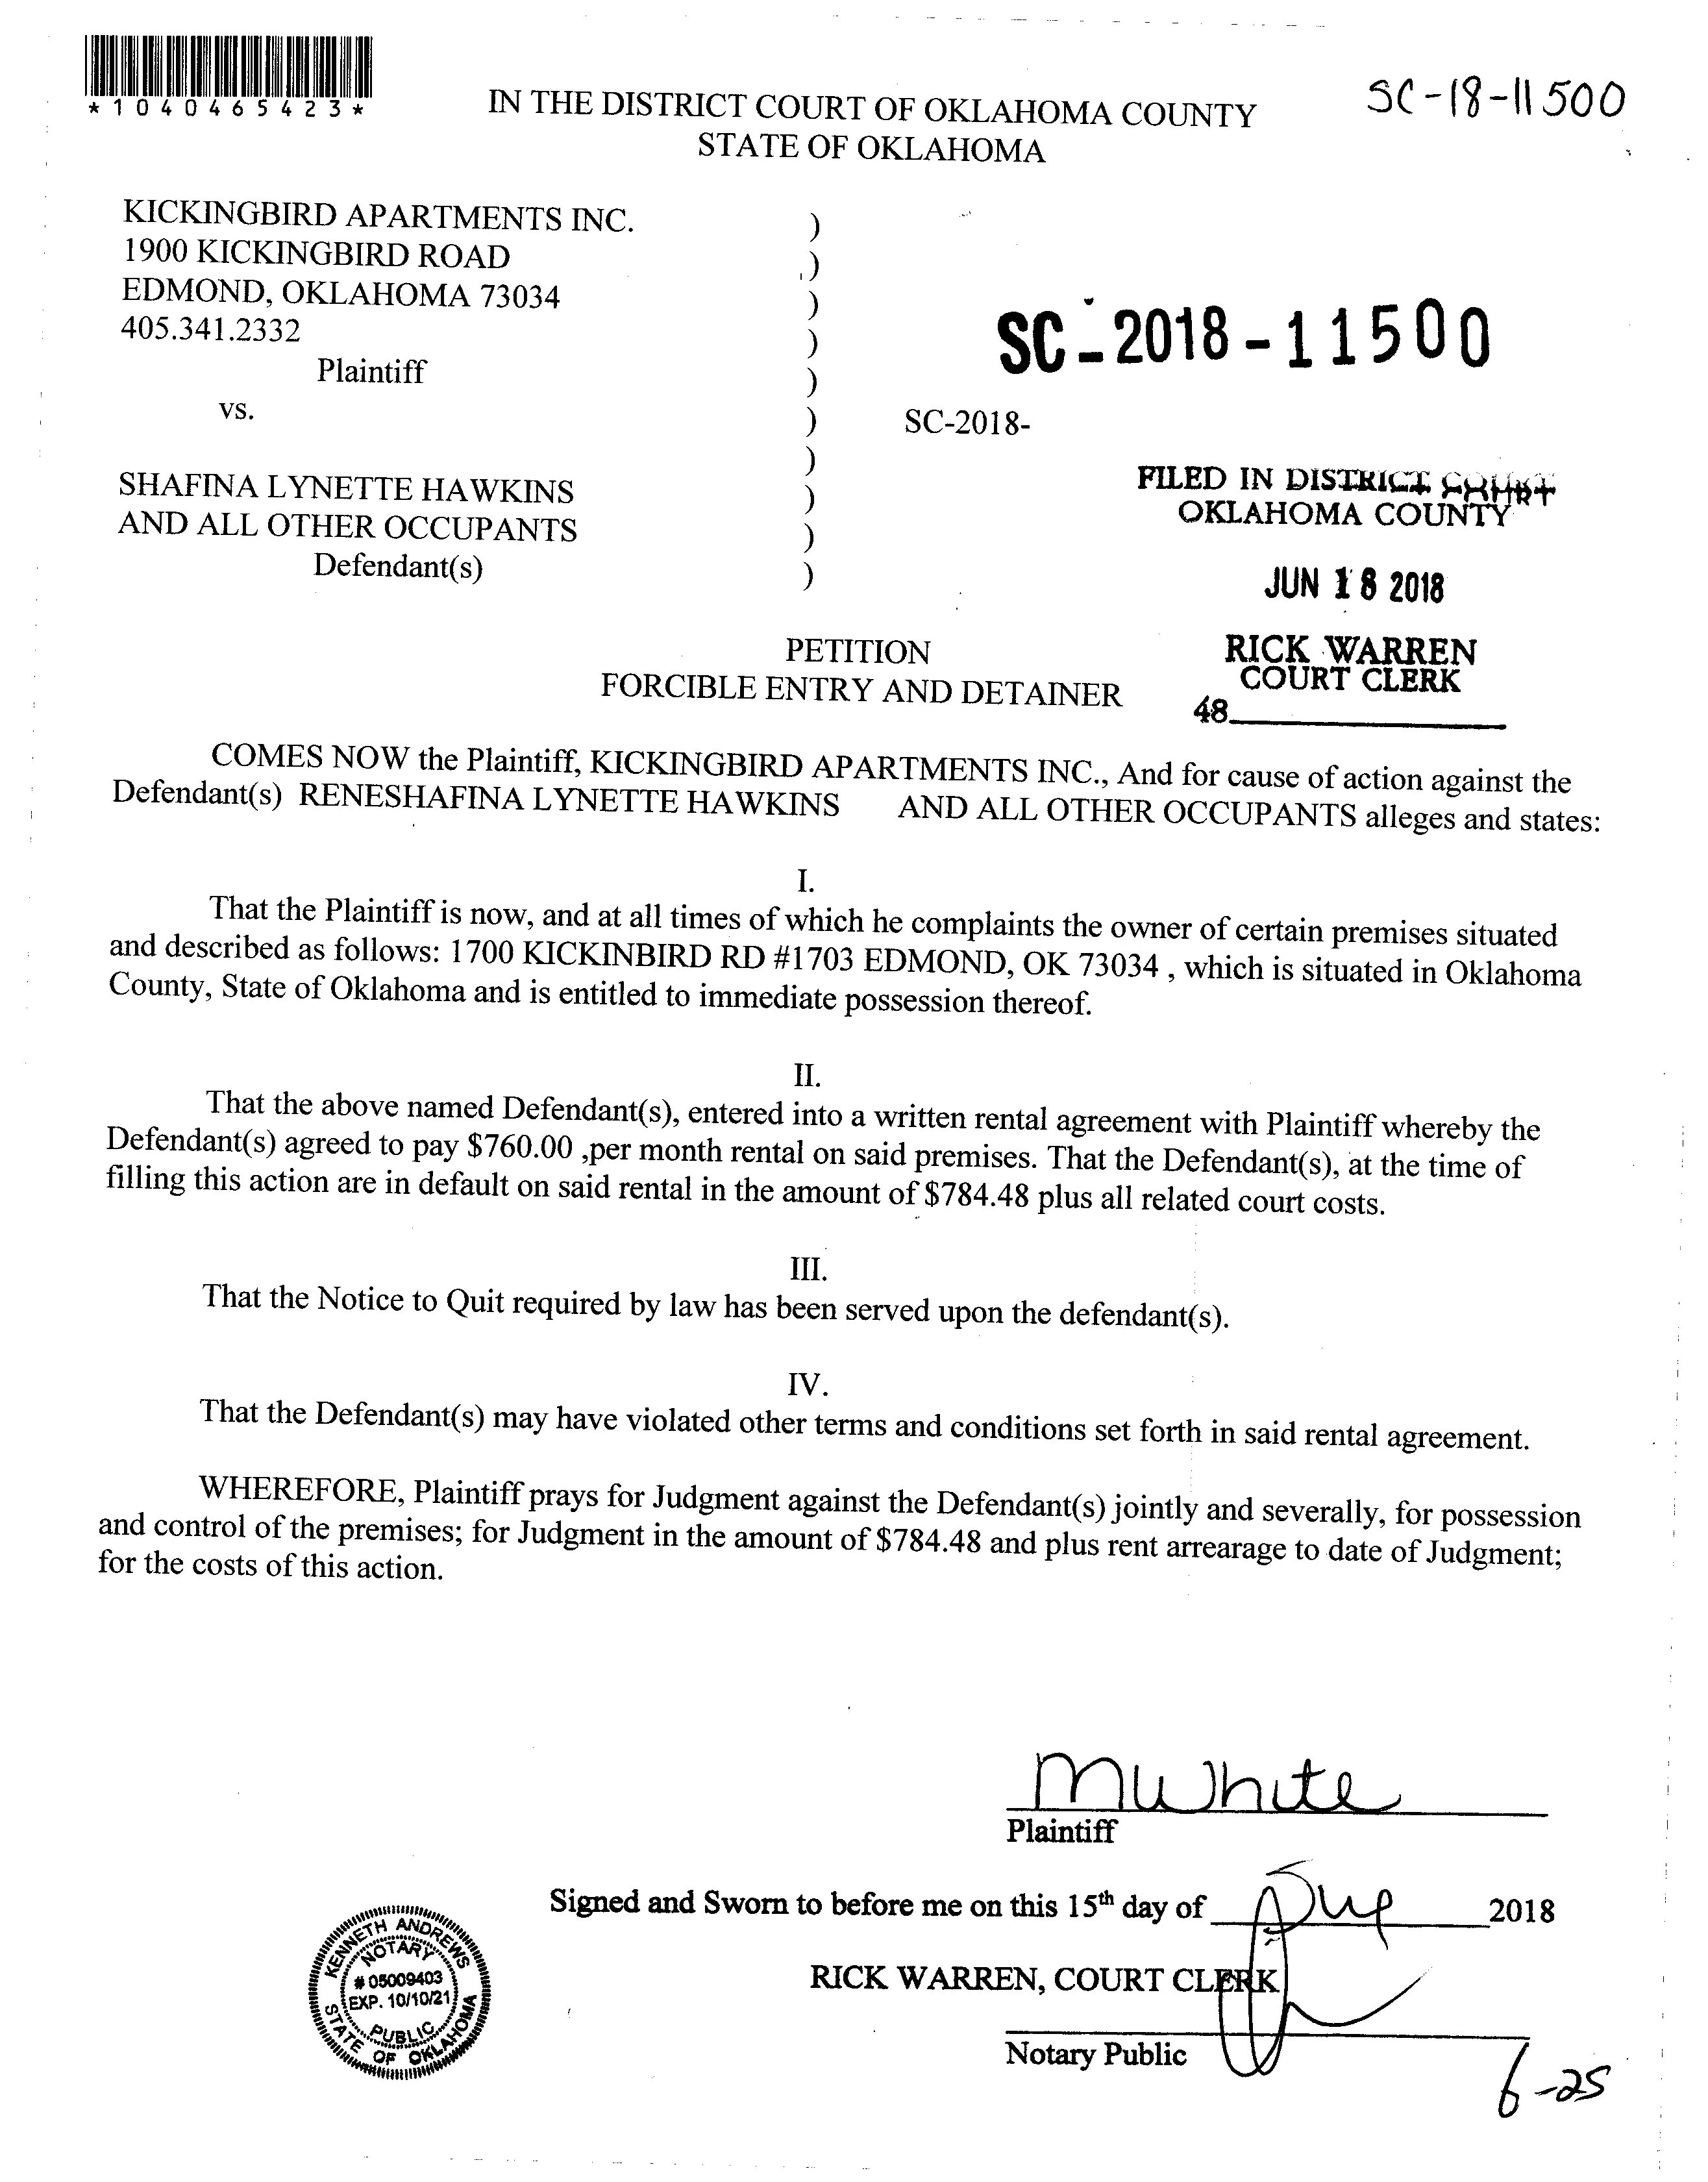 *1040465423*
IN THE DISTRICT COURT OF OKLAHOMA COUNTY
STATE OF OKLAHOMA
SC-18-11500
KICKINGBIRD APARTMENTS INC. )
1900 KICKINGBIRD ROAD )
EDMOND, OKLAHOMA 73034 )
405.341.2332 )
Plaintiff )
vs. )
)
SC-2018-11500
SC-2018-
SHAFINA LYNETTE HAWKINS )
AND ALL OTHER OCCUPANTS )
Defendant(s) )
FILED IN DISTRICT COURT
OKLAHOMA COUNTY
JUN 18 2018
RICK WARREN
COURT CLERK
48
PETITION
FORCIBLE ENTRY AND DETAINER
COMES NOW the Plaintiff, KICKINGBIRD APARTMENTS INC., And for cause of action against the
Defendant(s) RENESHAFINA LYNETTE HAWKINS AND ALL OTHER OCCUPANTS alleges and states:
I.
That the Plaintiff is now, and at all times of which he complaints the owner of certain premises situated
and described as follows: 1700 KICKINBIRD RD #1703 EDMOND, OK 73034 , which is situated in Oklahoma
County, State of Oklahoma and is entitled to immediate possession thereof.
II.
That the above named Defendant(s), entered into a written rental agreement with Plaintiff whereby the
Defendant(s) agreed to pay $760.00 ,per month rental on said premises. That the Defendant(s), at the time of
filling this action are in default on said rental in the amount of $784.48 plus all related court costs.
III.
That the Notice to Quit required by law has been served upon the defendant(s).
IV.
That the Defendant(s) may have violated other terms and conditions set forth in said rental agreement.
WHEREFORE, Plaintiff prays for Judgment against the Defendant(s) jointly and severally, for possession
and control of the premises; for Judgment in the amount of $784.48 and plus rent arrearage to date of Judgment;
for the costs of this action.
MWhite
Plaintiff
Signed and Sworn to before me on this 15th day of 2018
RICK WARREN, COURT CLERK
Notary Public
KENNETH ANDREWS
NOTARY
# 05009403
EXP. 10/10/21
PUBLIC
STATE OF OKLAHOMA
6-25